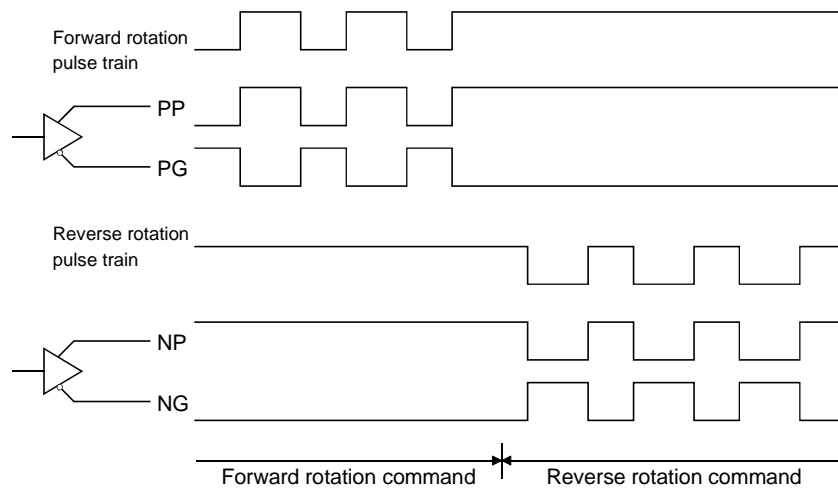 Forward rotation
pulse train
PP
PG
Reverse rotation
pulse train
NP
NG
Forward rotation command
Reverse rotation command